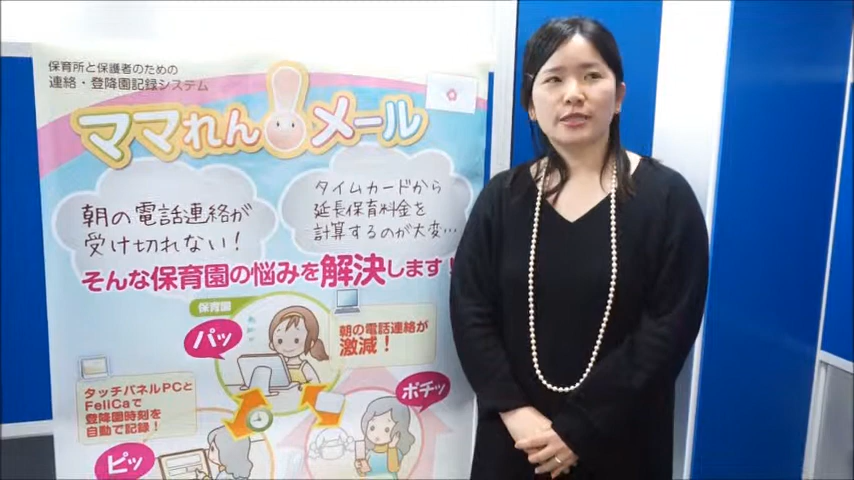 保育所と保護者のための
連絡・登降園記録システム
ママれん!メール
朝の電話連絡が
受け切れない!
タイムカードから
延長保育料金を
計算するのが大変…
そんな保育園の悩みを解決します!
保育園
パッ
朝の電話連絡が
激減!
タッチパネルPCと
FeliCaで
登降園時刻を
自動で記録!
ポチッ
ピッ